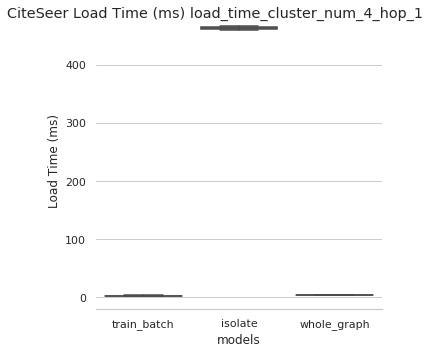 CiteSeer Load Time (ms) load_time_cluster_num_4_hop_1
400
300
200
100
0
Load Time (ms)
train_batch isolate whole_graph
models